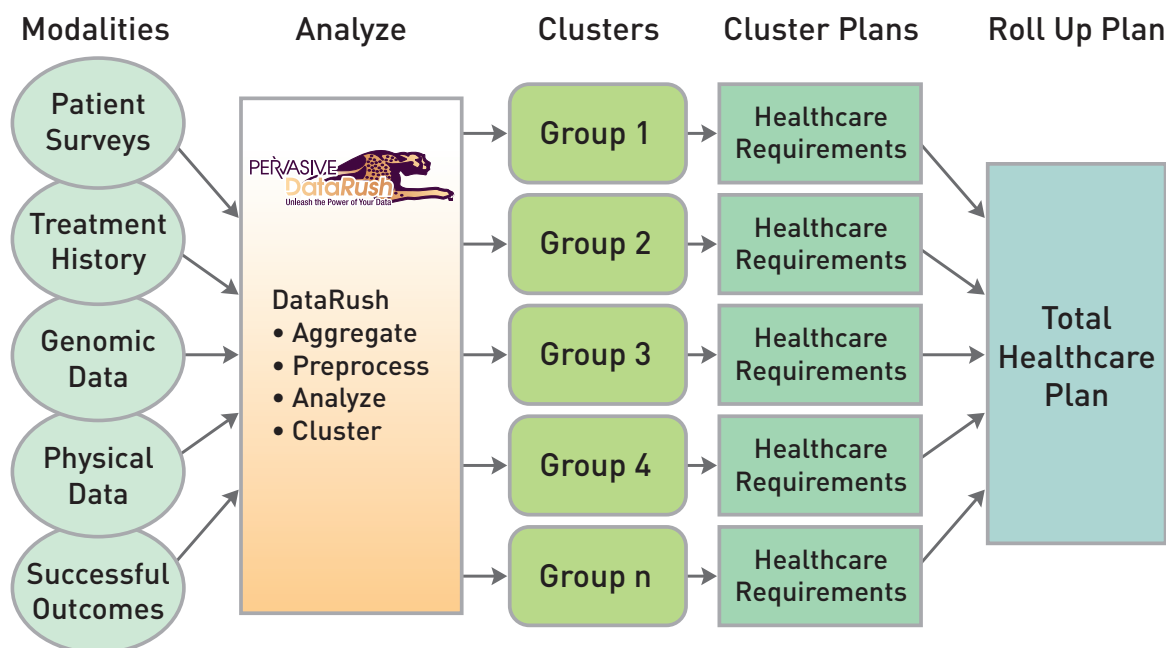 Modalities
Analyze
Clusters
Cluster Plans
Roll Up Plan
Patient
Surveys
Treatment
History
Genomic
Data
Physical
Data
Successful
Outcomes
PERVASIVE
DataRush
Unleash the Power of Your Data
DataRush
• Aggregate
• Preprocess
• Analyze
• Cluster
Group 1
Group 2
Group 3
Group 4
Group n
Healthcare
Requirements
Healthcare
Requirements
Healthcare
Requirements
Healthcare
Requirements
Healthcare
Requirements
Total
Healthcare
Plan